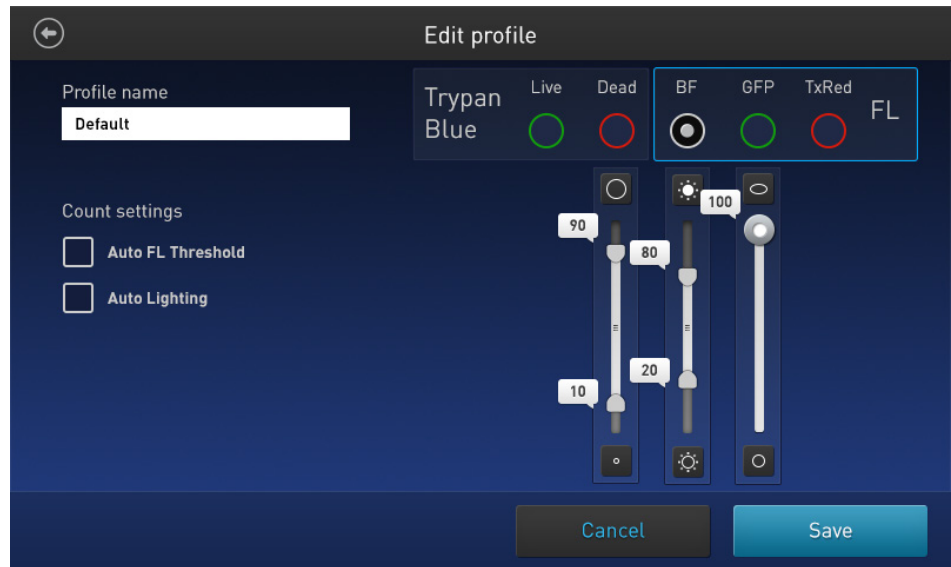 Edit profile
Profile name
Default
Trypan
Blue
Live
Dead
BF
GFP
TxRed
FL
Count settings
Auto FL Threshold
Auto Lighting
90
10
80
20
100
Cancel
Save